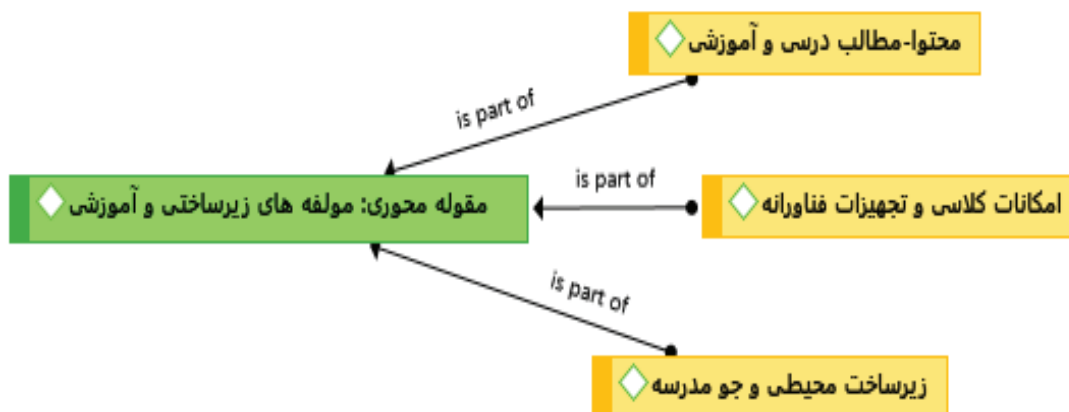 محتوا-مطالب درسی و آموزشی
is part of
مقوله محوری: مولفه های زیرساختی و آموزشی
is part of
امکانات کلاسی و تجهیزات فناورانه
is part of
زیرساخت محیطی و جو مدرسه